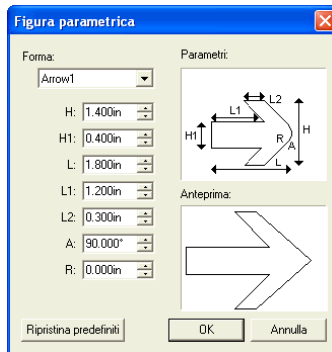 Figura parametrica
Forma:
Arrow1
H: 1.400in
H1: 0.400in
L: 1.800in
L1: 1.200in
L2: 0.300in
A: 90.000°
R: 0.000in
Parametri:
L2
L1
H1
R
A
H
L
Anteprima:
Ripristina predefiniti
OK
Annulla